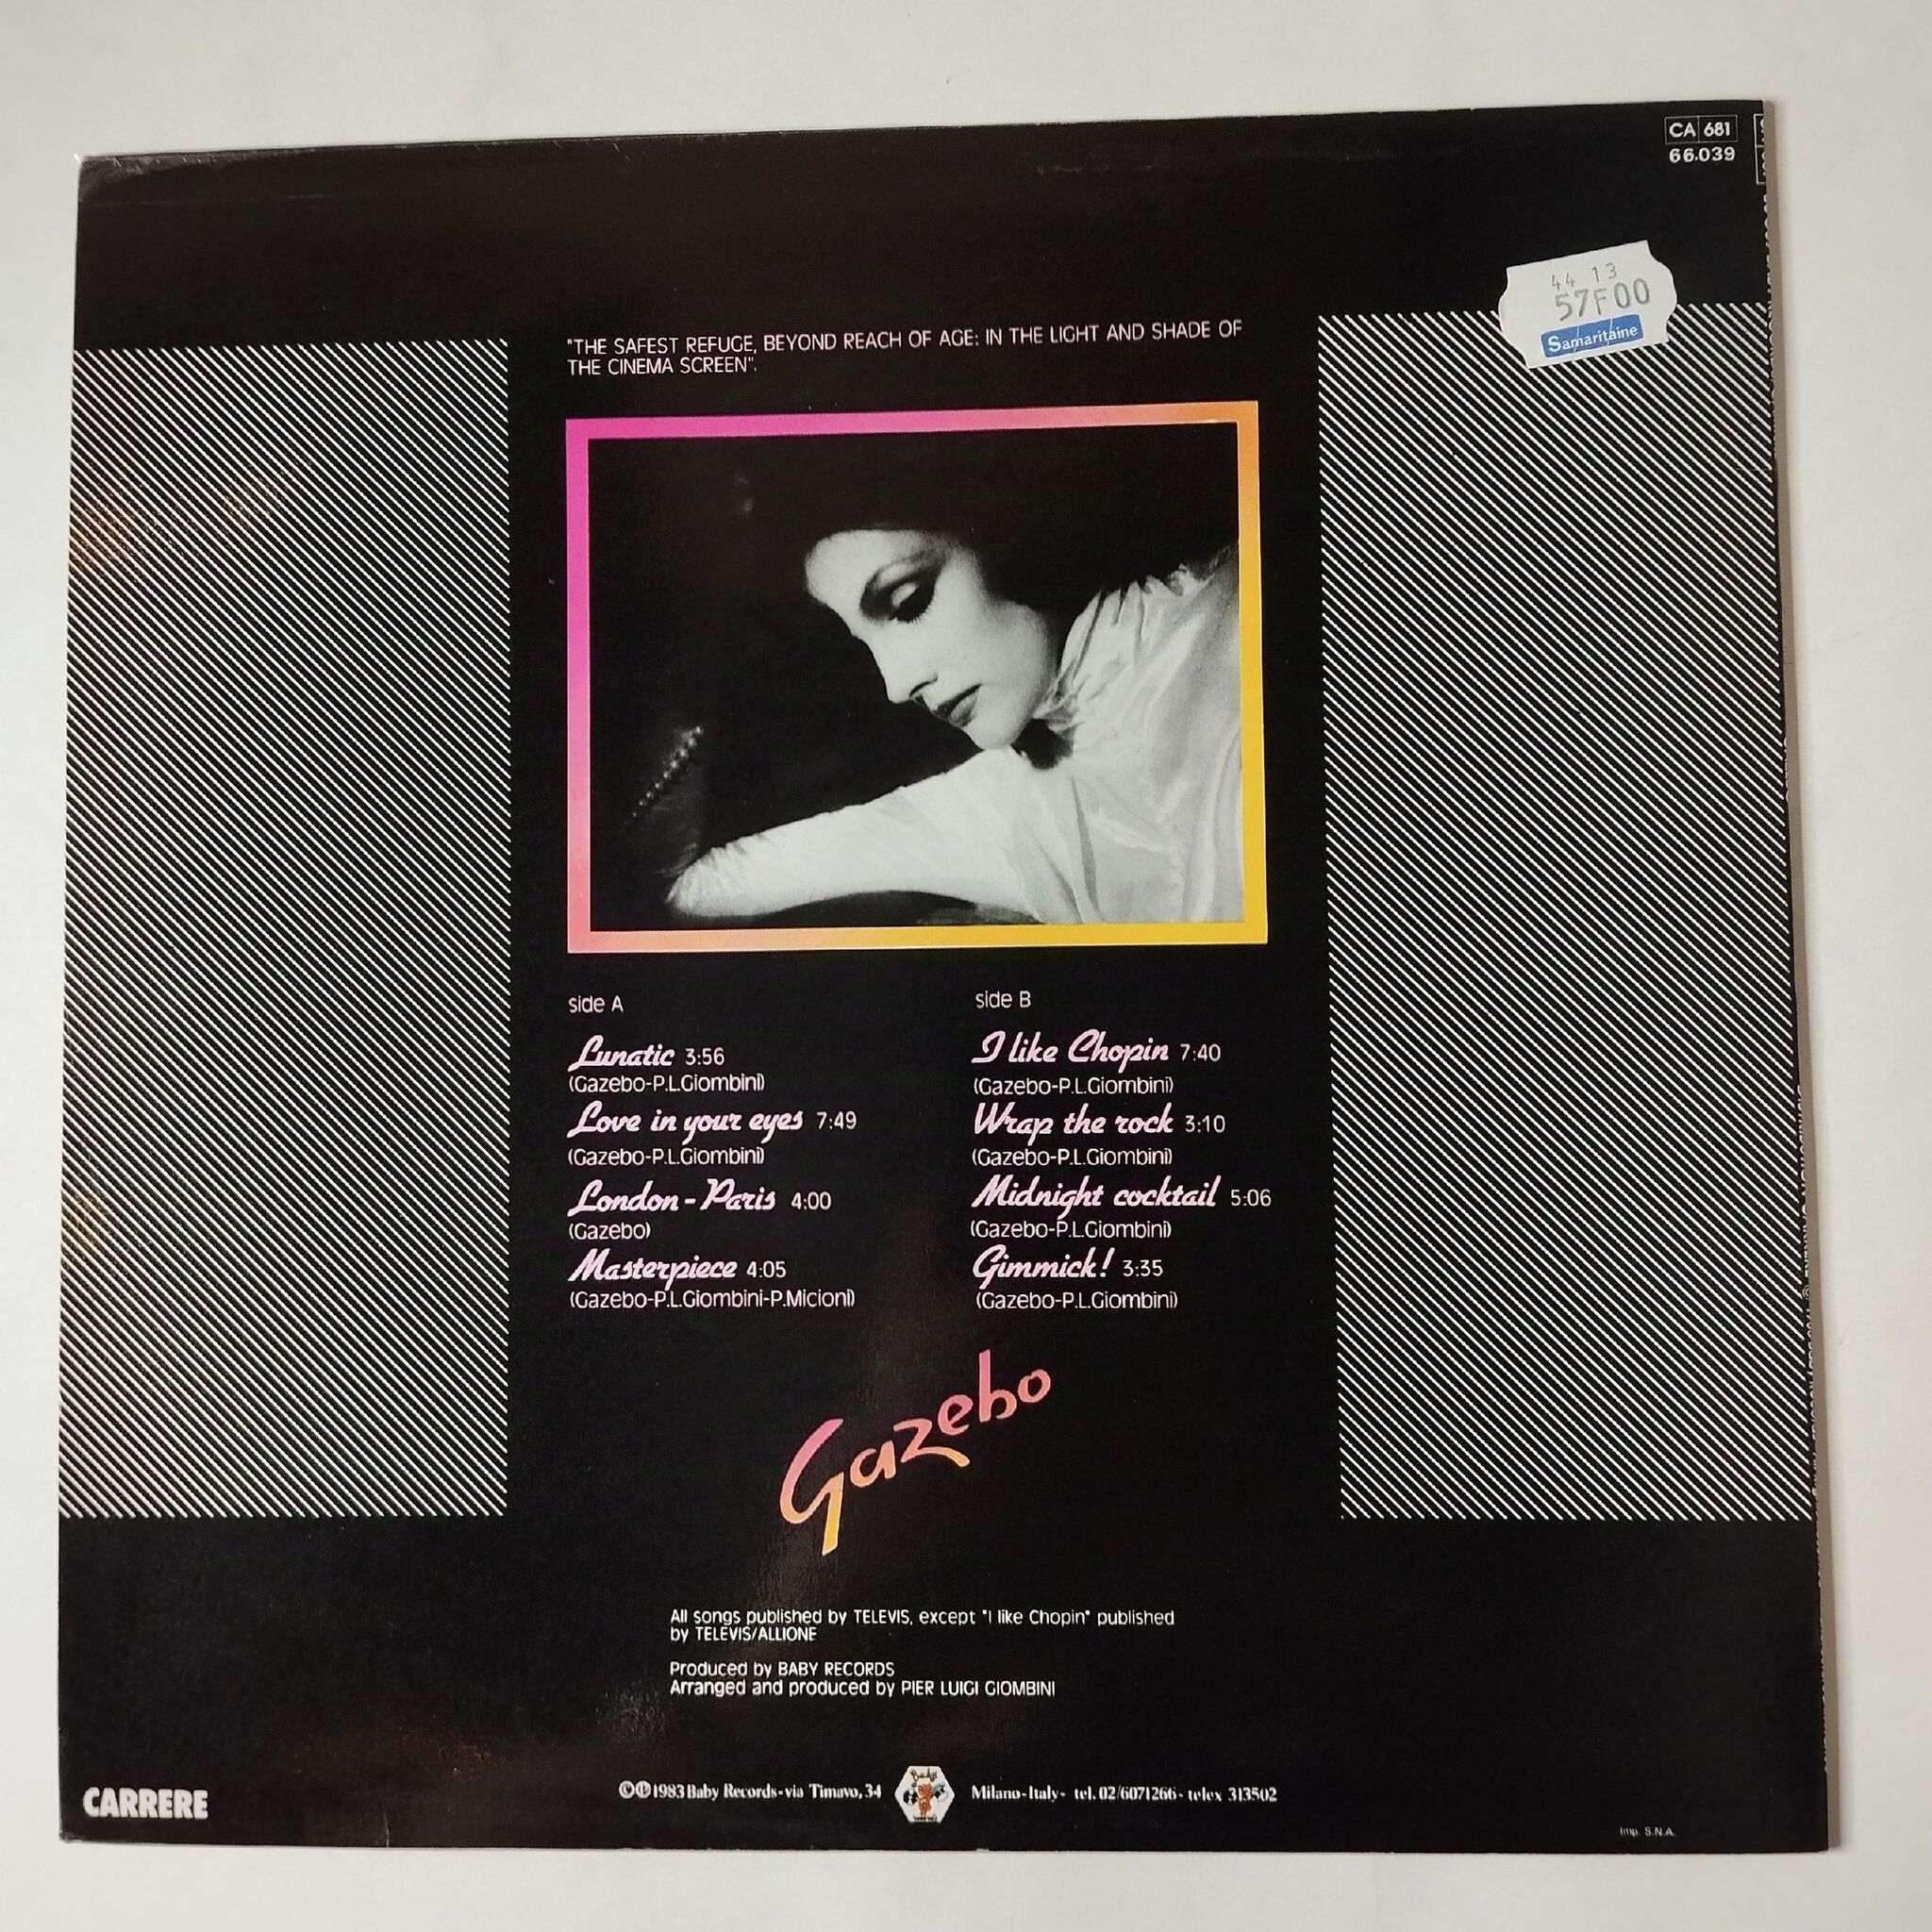 CA 681
66.039
44 13
57F00
Samaritaine
"THE SAFEST REFUGE, BEYOND REACH OF AGE: IN THE LIGHT AND SHADE OF
THE CINEMA SCREEN".
side A
Lunatic 3:56
(Gazebo-P.L.Giombini)
Love in your eyes 7:49
(Gazebo-P.L.Giombini)
London-Paris 4:00
(Gazebo)
Masterpiece 4:05
(Gazebo-P.L.Giombini-P.Micioni)
side B
I like Chopin 7:40
(Gazebo-P.L.Giombini)
Wrap the rock 3:10
(Gazebo-P.L.Giombini)
Midnight cocktail 5:06
(Gazebo-P.L.Giombini)
Gimmick! 3:35
(Gazebo-P.L.Giombini)
Gazebo
All songs published by TELEVIS, except "I like Chopin" published
by TELEVIS/ALLIONE
Produced by BABY RECORDS
Arranged and produced by PIER LUIGI GIOMBINI
CARRERE
©℗1983 Baby Records-via Timavo, 34 Milano-Italy- tel. 02/6071266- telex 313502
Imp. S.N.A.